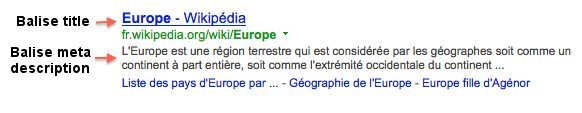 Balise title
Europe - Wikipédia
fr.wikipedia.org/wiki/Europe
Balise meta
description
L'Europe est une région terrestre qui est considérée par les géographes soit comme un
continent à part entière, soit comme l'extrémité occidentale du continent ...
Liste des pays d'Europe par ... - Géographie de l'Europe - Europe fille d'Agénor